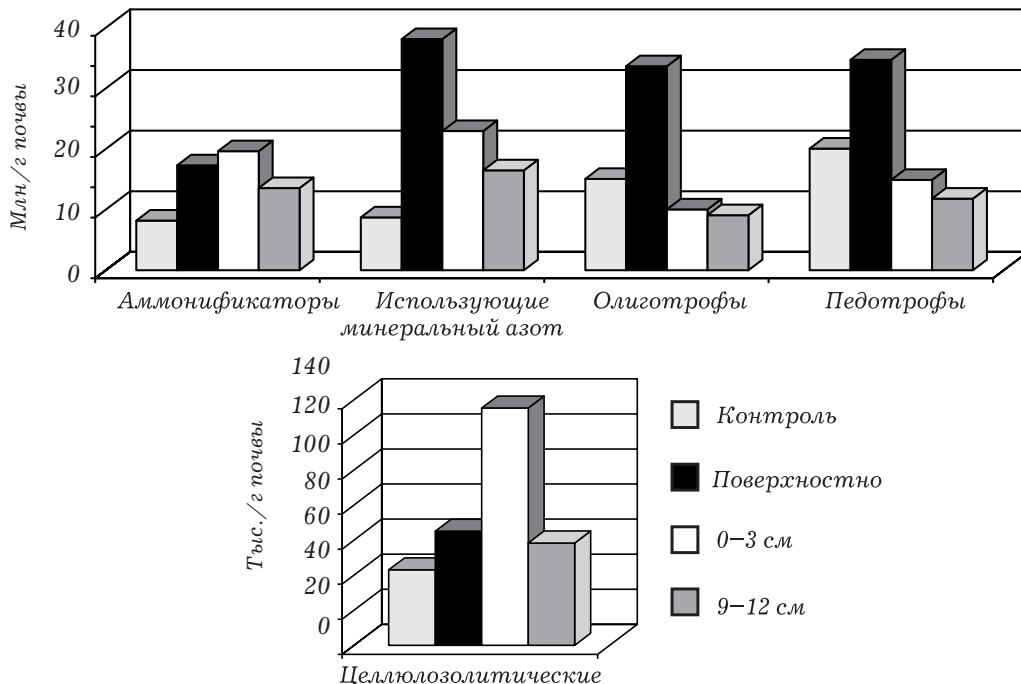 40
30
20
10
0
Млн/г почвы
Аммонификаторы
Использующие
минеральный азот
Олиготрофы
Педотрофы
140
120
100
80
60
40
20
0
Тыс./г почвы
Целлюлозолитические
Контроль
Поверхностно
0–3 см
9–12 см